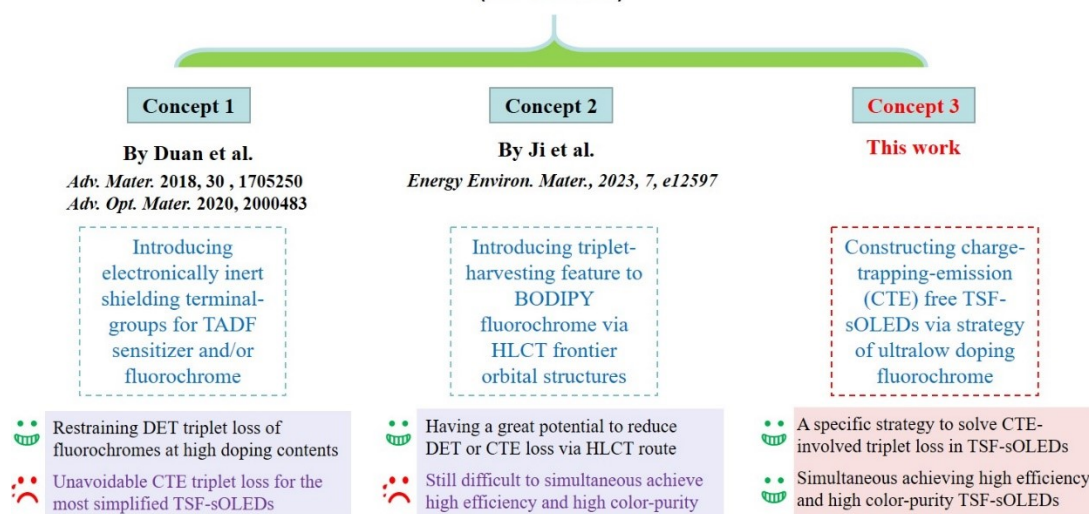 Concept 1
Concept 2
Concept 3
By Duan et al.
Adv. Mater. 2018, 30 , 1705250
Adv. Opt. Mater. 2020, 2000483
By Ji et al.
Energy Environ. Mater., 2023, 7, e12597
This work
Introducing
electronically inert
shielding terminal-
groups for TADF
sensitizer and/or
fluorochrome
Introducing triplet-
harvesting feature to
BODIPY
fluorochrome via
HLCT frontier
orbital structures
Constructing charge-
trapping-emission
(CTE) free TSF-
sOLEDs via strategy
of ultralow doping
fluorochrome
Restraining DET triplet loss of
fluorochromes at high doping contents
Unavoidable CTE triplet loss for the
most simplified TSF-sOLEDs
Having a great potential to reduce
DET or CTE loss via HLCT route
Still difficult to simultaneous achieve
high efficiency and high color-purity
A specific strategy to solve CTE-
involved triplet loss in TSF-sOLEDs
Simultaneous achieving high efficiency
and high color-purity TSF-sOLEDs